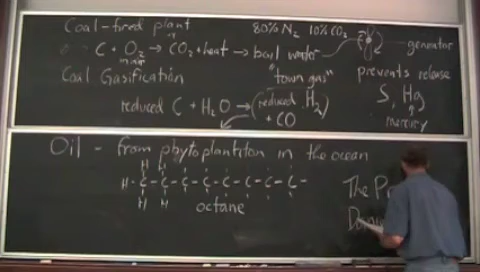 Coal-fired plant 80% N2 10% CO2
C + O2 → CO2 + heat → boil water generator
Coal Gasification "town gas" prevents release
reduced C + H2O → (reduced H2) S, Hg
+ CO mercury
Oil - from phytoplankton in the ocean
H
H-C-C-C-C-C-C-C-C-
H H
octane
The